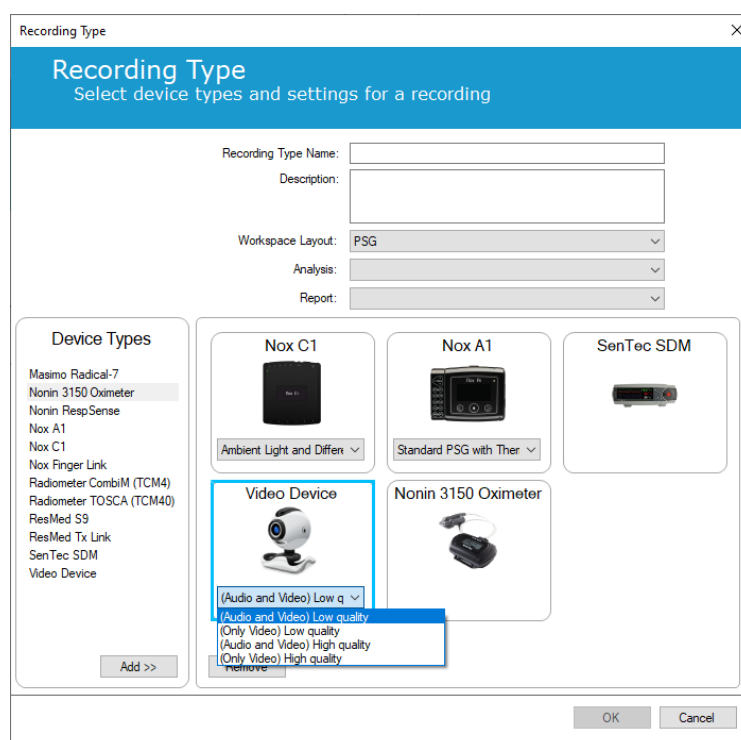 Recording Type
Recording Type
Select device types and settings for a recording
Recording Type Name:
Description:
Workspace Layout: PSG
Analysis:
Report:
Device Types
Masimo Radical-7
Nonin 3150 Oximeter
Nonin RespSense
Nox A1
Nox C1
Nox Finger Link
Radiometer CombiM (TCM4)
Radiometer TOSCA (TCM40)
ResMed S9
ResMed Tx Link
SenTec SDM
Video Device
Add >>
Nox C1
Ambient Light and Differe
Nox A1
Standard PSG with Ther
SenTec SDM
Video Device
(Audio and Video) Low q
(Audio and Video) Low quality
(Only Video) Low quality
(Audio and Video) High quality
(Only Video) High quality
Nonin 3150 Oximeter
Remove
OK
Cancel